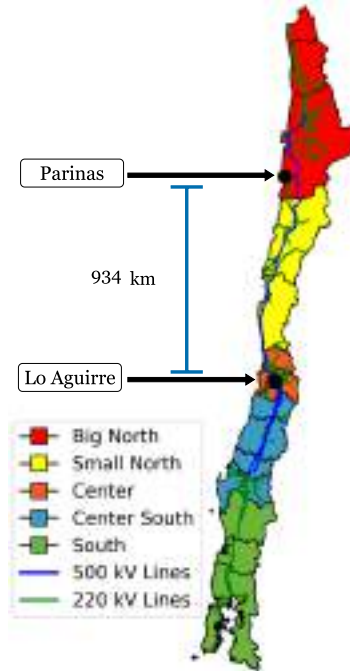 Parinas
934 km
Lo Aguirre
Big North
Small North
Center
Center South
South
500 kV Lines
220 kV Lines